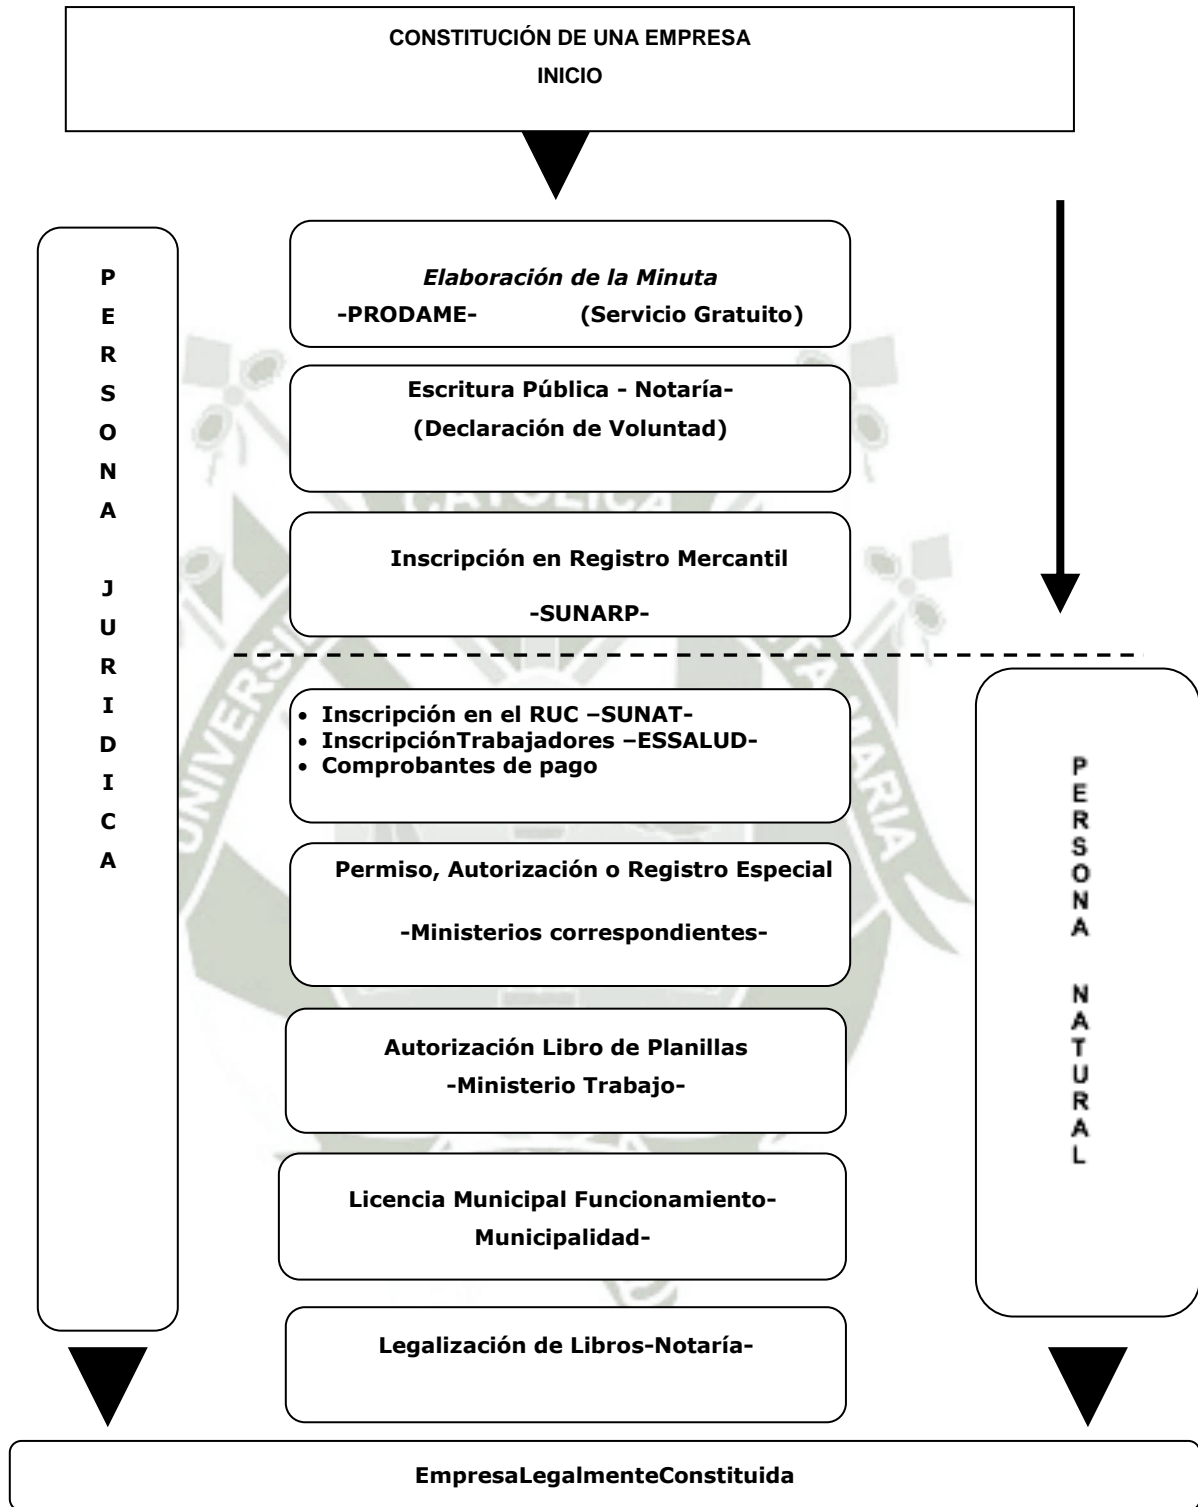 CONSTITUCIÓN DE UNA EMPRESA
INICIO
P
E
R
S
O
N
A
J
U
R
I
D
I
C
A
Elaboración de la Minuta
-PRODAME- (Servicio Gratuito)
Escritura Pública - Notaría-
(Declaración de Voluntad)
Inscripción en Registro Mercantil
-SUNARP-
• Inscripción en el RUC –SUNAT-
• InscripciónTrabajadores –ESSALUD-
• Comprobantes de pago
Permiso, Autorización o Registro Especial
-Ministerios correspondientes-
Autorización Libro de Planillas
-Ministerio Trabajo-
Licencia Municipal Funcionamiento-
Municipalidad-
Legalización de Libros-Notaría-
P
E
R
S
O
N
A
N
A
T
U
R
A
L
EmpresaLegalmenteConstituida
CATOLICA